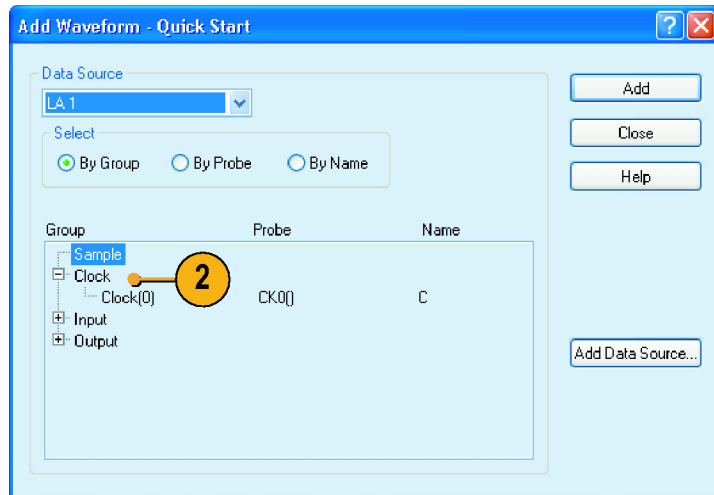 Add Waveform - Quick Start
Data Source
LA 1
Add
Select
Close
By Group By Probe By Name
Help
Group Probe Name
Sample
Clock
2
Clock(0) CK0() C
Input
Output
Add Data Source...